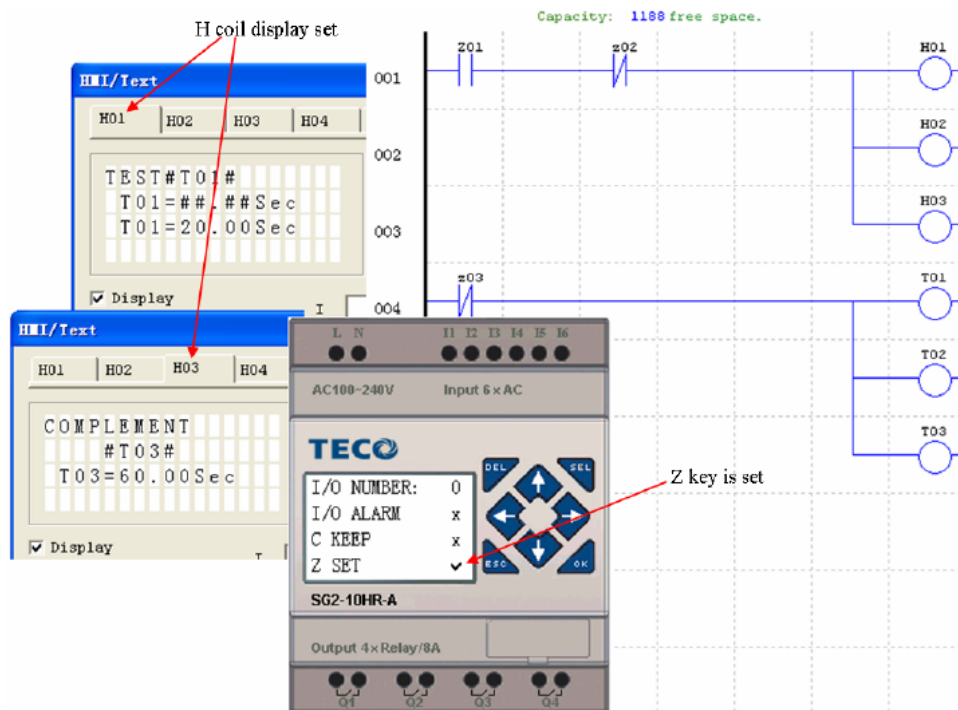 Capacity: 1188 free space.
H coil display set
HMI/Text
H01 H02 H03 H04
TEST#T01#
T01=##.##Sec
T01=20.00Sec
Display
I
HMI/Text
H01 H02 H03 H04
COMPLEMENT
#T03#
T03=60.00Sec
Display
I
001
002
003
004
Z01
z02
H01
H02
H03
z03
T01
T02
T03
L N I1 I2 I3 I4 I5 I6
AC100~240V Input 6×AC
TECO
DEL SEL
I/O NUMBER: 0
I/O ALARM x
C KEEP x
Z SET ✓
ESC OK
Z key is set
SG2-10HR-A
Output 4×Relay/8A
Q1 Q2 Q3 Q4